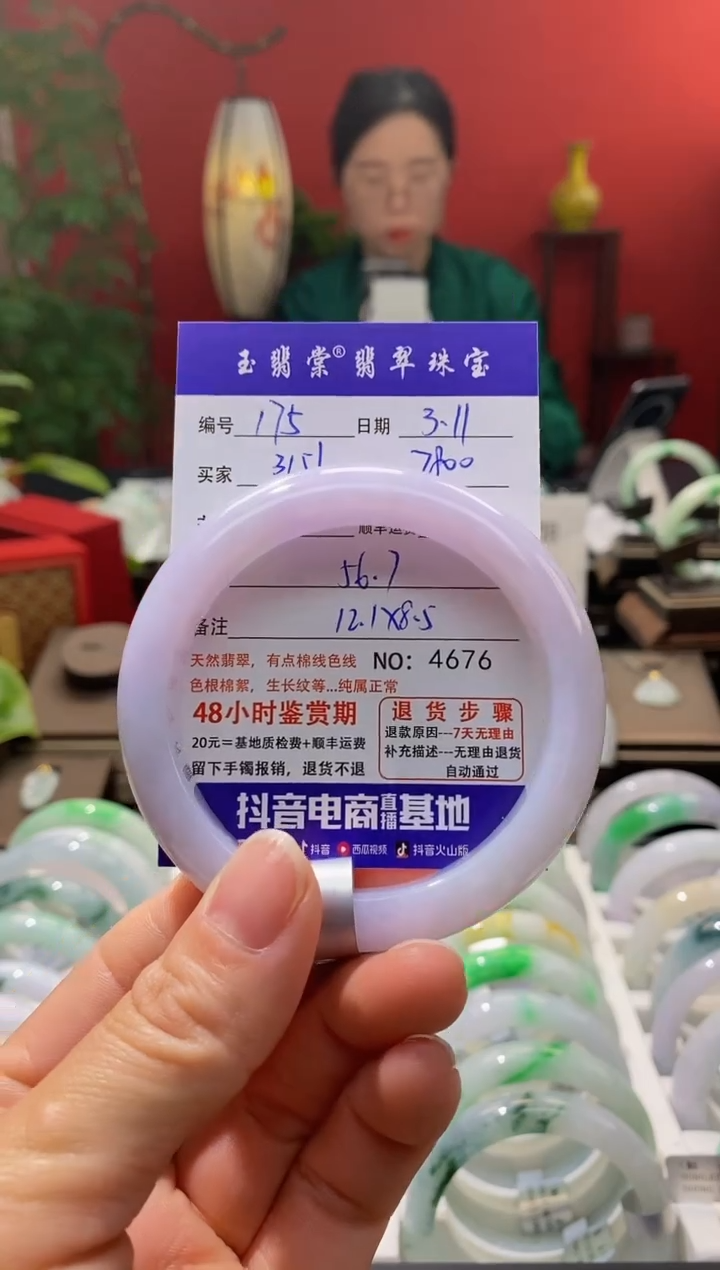 玉翡棠®翡翠珠宝
编号 175 日期 3.11
买家 3151 7800
顺丰运费
56.7
备注 12.1X8.5
天然翡翠，有点棉线色线 NO：4676
色根棉絮，生长纹等...纯属正常
48小时鉴赏期
20元＝基地质检费+顺丰运费
留下手镯报销，退货不退
退货步骤
退款原因---7天无理由
补充描述---无理由退货
自动通过
抖音电商直播基地
抖音 西瓜视频 抖音火山版